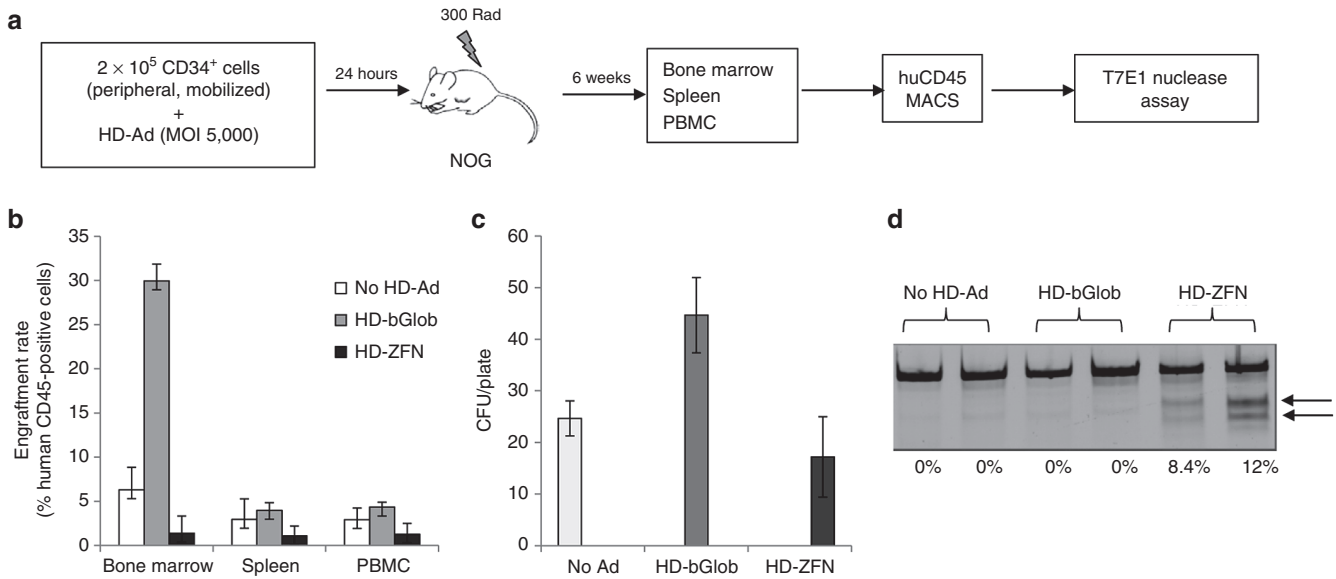 a
2 × 10⁵ CD34⁺ cells
(peripheral, mobilized)
+
HD-Ad (MOI 5,000)
24 hours
300 Rad
NOG
6 weeks
Bone marrow
Spleen
PBMC
huCD45
MACS
T7E1 nuclease
assay
b
Engraftment rate
(% human CD45-positive cells)
35
30
25
20
15
10
5
0
Bone marrow
Spleen
PBMC
No HD-Ad
HD-bGlob
HD-ZFN
c
CFU/plate
60
50
40
30
20
10
0
No Ad
HD-bGlob
HD-ZFN
d
No HD-Ad
HD-bGlob
HD-ZFN
0%
0%
0%
0%
8.4%
12%